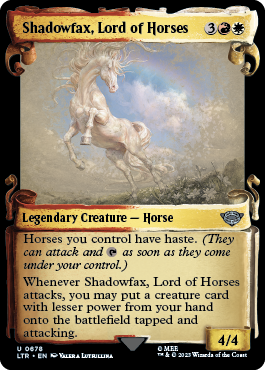 Shadowfax, Lord of Horses 3
Legendary Creature — Horse
Horses you control have haste. (They
can attack and as soon as they come
under your control.)
Whenever Shadowfax, Lord of Horses
attacks, you may put a creature card
with lesser power from your hand
onto the battlefield tapped and
attacking.
4/4
U 0678
LTR • EN VALERA LUTFULLINA
© MEE
™ & © 2023 Wizards of the Coast